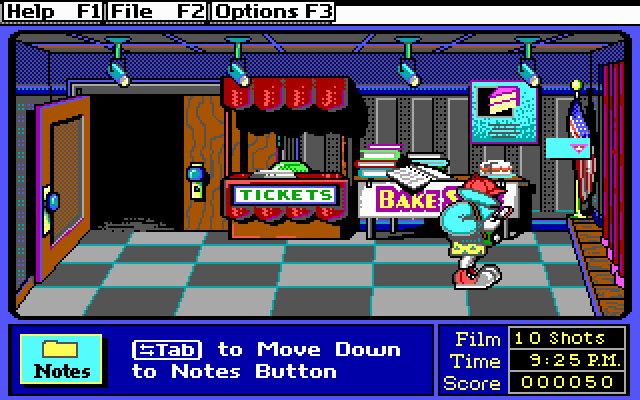 Help F1 File F2 Options F3
TICKETS
BAKE S
Notes
Tab to Move Down
to Notes Button
Film 10 Shots
Time 9:25 P.M.
Score 000050